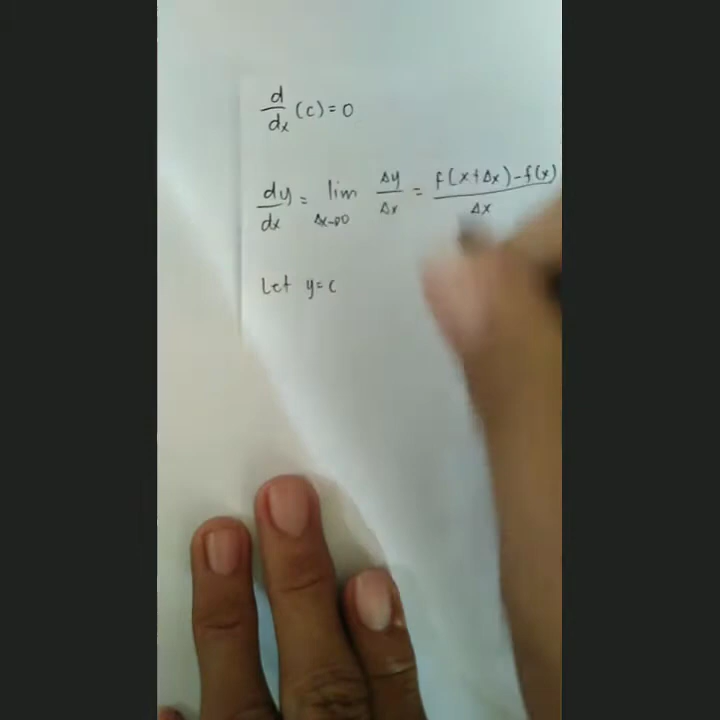 d/dx (c) = 0
dy/dx = lim Δx→0 Δy/Δx = f(x+Δx)-f(x)/Δx
Let y=c